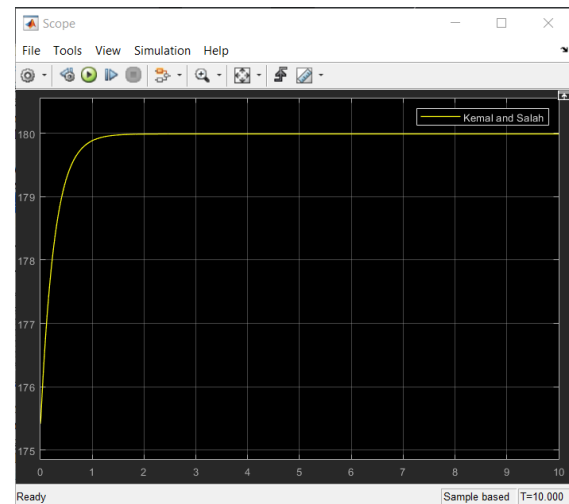 Scope
File Tools View Simulation Help
Kemal and Salah
180
179
178
177
176
175
0 1 2 3 4 5 6 7 8 9 10
Ready Sample based T=10.000